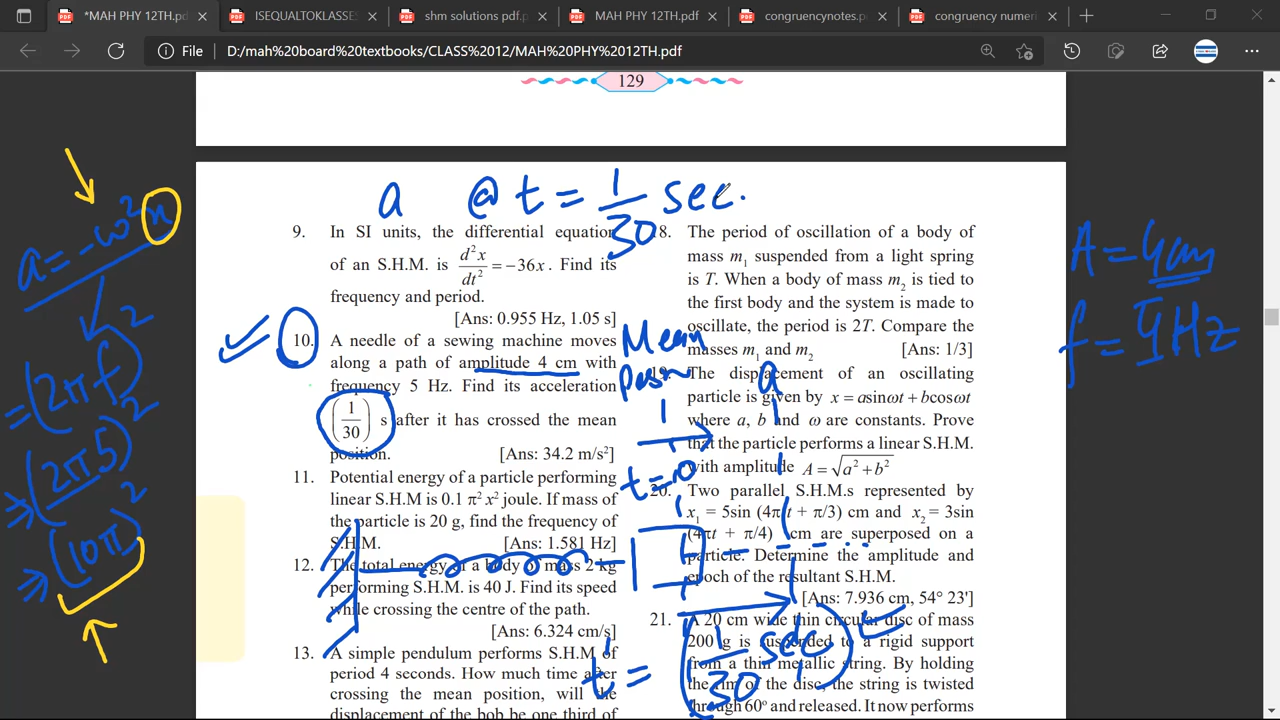 *MAH PHY 12TH.pdf
ISEQUALTOKLASSES
shm solutions pdf.p
MAH PHY 12TH.pdf
congruencynotes.p
congruency numeri
File D:/mah%20board%20textbooks/CLASS%2012/MAH%20PHY%2012TH.pdf
129
a @ t = 1/30 sec.
9. In SI units, the differential equation
of an S.H.M. is d²x/dt² = −36x. Find its
frequency and period.
[Ans: 0.955 Hz, 1.05 s]
10. A needle of a sewing machine moves
along a path of amplitude 4 cm with
frequency 5 Hz. Find its acceleration
(1/30) s after it has crossed the mean
position. [Ans: 34.2 m/s²]
11. Potential energy of a particle performing
linear S.H.M is 0.1 π² x² joule. If mass of
the particle is 20 g, find the frequency of
S.H.M. [Ans: 1.581 Hz]
12. The total energy of a body of mass 2 kg
performing S.H.M. is 40 J. Find its speed
while crossing the centre of the path.
[Ans: 6.324 cm/s]
13. A simple pendulum performs S.H.M of
period 4 seconds. How much time after
crossing the mean position, will the
displacement of the bob be one third of
18. The period of oscillation of a body of
mass m₁ suspended from a light spring
is T. When a body of mass m₂ is tied to
the first body and the system is made to
oscillate, the period is 2T. Compare the
masses m₁ and m₂ [Ans: 1/3]
The displacement of an oscillating
particle is given by x = asinωt + bcosωt
where a, b and ω are constants. Prove
that the particle performs a linear S.H.M.
with amplitude A = √a² + b²
20. Two parallel S.H.M.s represented by
x₁ = 5sin (4πt + π/3) cm and x₂ = 3sin
(4πt + π/4) cm are superposed on a
particle. Determine the amplitude and
epoch of the resultant S.H.M.
[Ans: 7.936 cm, 54° 23']
21. A 20 cm wide thin circular disc of mass
200 g is suspended to a rigid support
from a thin metallic string. By holding
the rim of the disc, the string is twisted
through 60° and released. It now performs
a = −ω²x
= (2πf)²
⇒ (2π5)²
⇒ (10π)²
Mean
Posn
a
t = 0
t = (1/30 sec)
A = 4cm
f = Hz